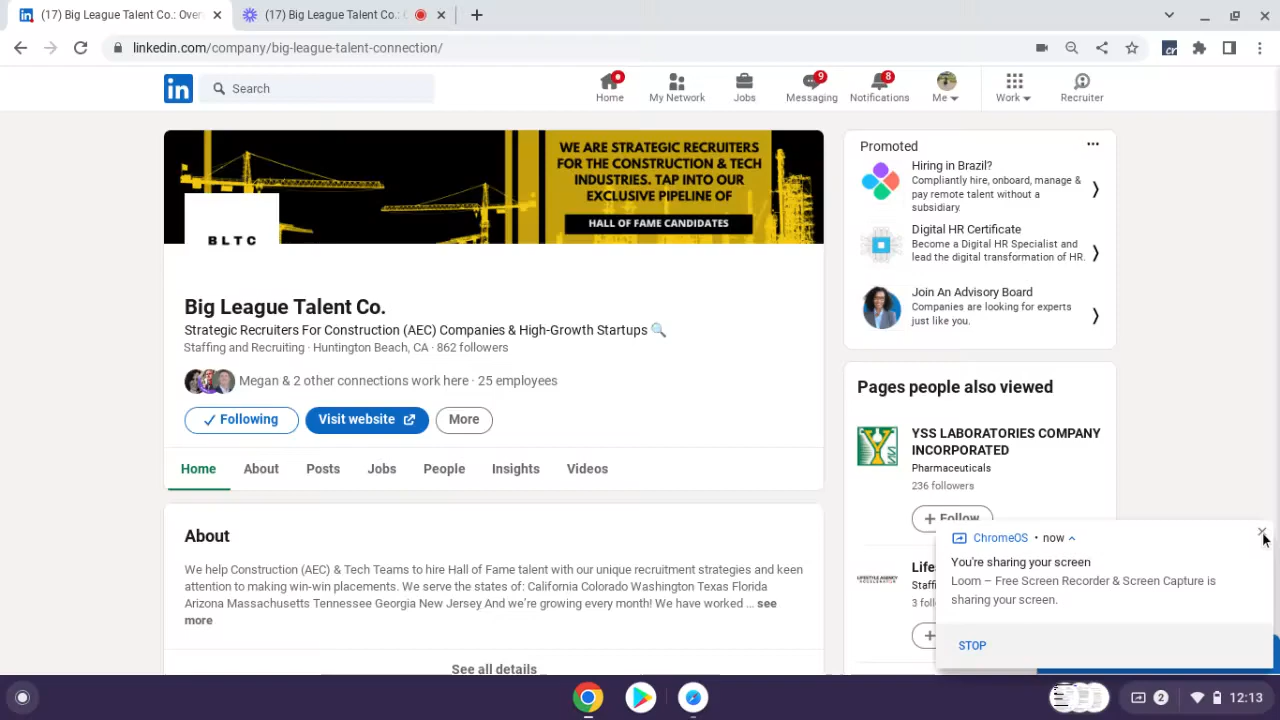 (17) Big League Talent Co.: Over
(17) Big League Talent Co.: 
linkedin.com/company/big-league-talent-connection/
in
Search
Home
My Network
9
Jobs
Messaging
8
Notifications
Me
Work
Recruiter
WE ARE STRATEGIC RECRUITERS
FOR THE CONSTRUCTION & TECH
INDUSTRIES. TAP INTO OUR
EXCLUSIVE PIPELINE OF
HALL OF FAME CANDIDATES
BLTC
Big League Talent Co.
Strategic Recruiters For Construction (AEC) Companies & High-Growth Startups
Staffing and Recruiting · Huntington Beach, CA · 862 followers
Megan & 2 other connections work here · 25 employees
Following
Visit website
More
Home
About
Posts
Jobs
People
Insights
Videos
About
We help Construction (AEC) & Tech Teams to hire Hall of Fame talent with our unique recruitment strategies and keen
attention to making win-win placements. We serve the states of: California Colorado Washington Texas Florida
Arizona Massachusetts Tennessee Georgia New Jersey And we're growing every month! We have worked … see
more
See all details
Promoted
Hiring in Brazil?
Compliantly hire, onboard, manage &
pay remote talent without a
subsidiary.
Digital HR Certificate
Become a Digital HR Specialist and
lead the digital transformation of HR.
Join An Advisory Board
Companies are looking for experts
just like you.
Pages people also viewed
YSS LABORATORIES COMPANY
INCORPORATED
Pharmaceuticals
236 followers
Follow
Life
Staffi
3 foll
ChromeOS • now
You're sharing your screen
Loom – Free Screen Recorder & Screen Capture is
sharing your screen.
STOP
2
12:13